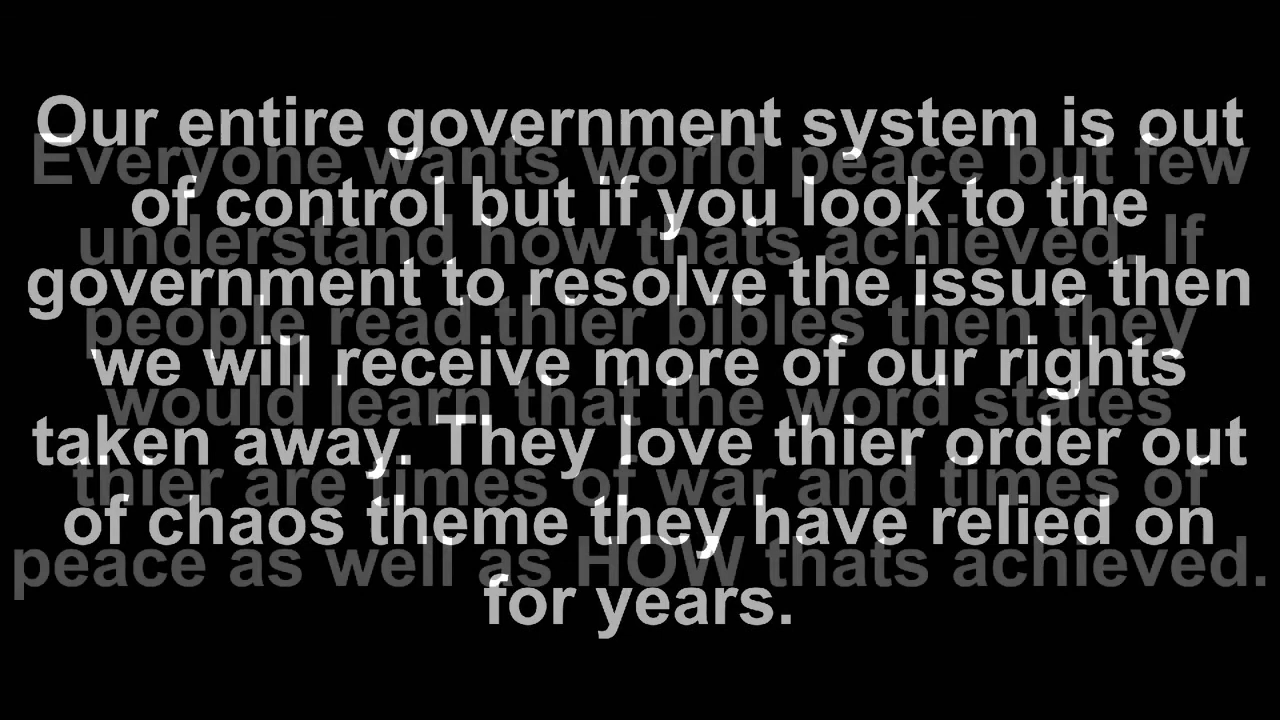 Our entire government system is out
of control but if you look to the
government to resolve the issue then
we will receive more of our rights
taken away. They love thier order out
of chaos theme they have relied on
for years.
Everyone wants world peace but few
understand how thats achieved. If
people read thier bibles then they
would learn that the word states
thier are times of war and times of
peace as well as HOW thats achieved.